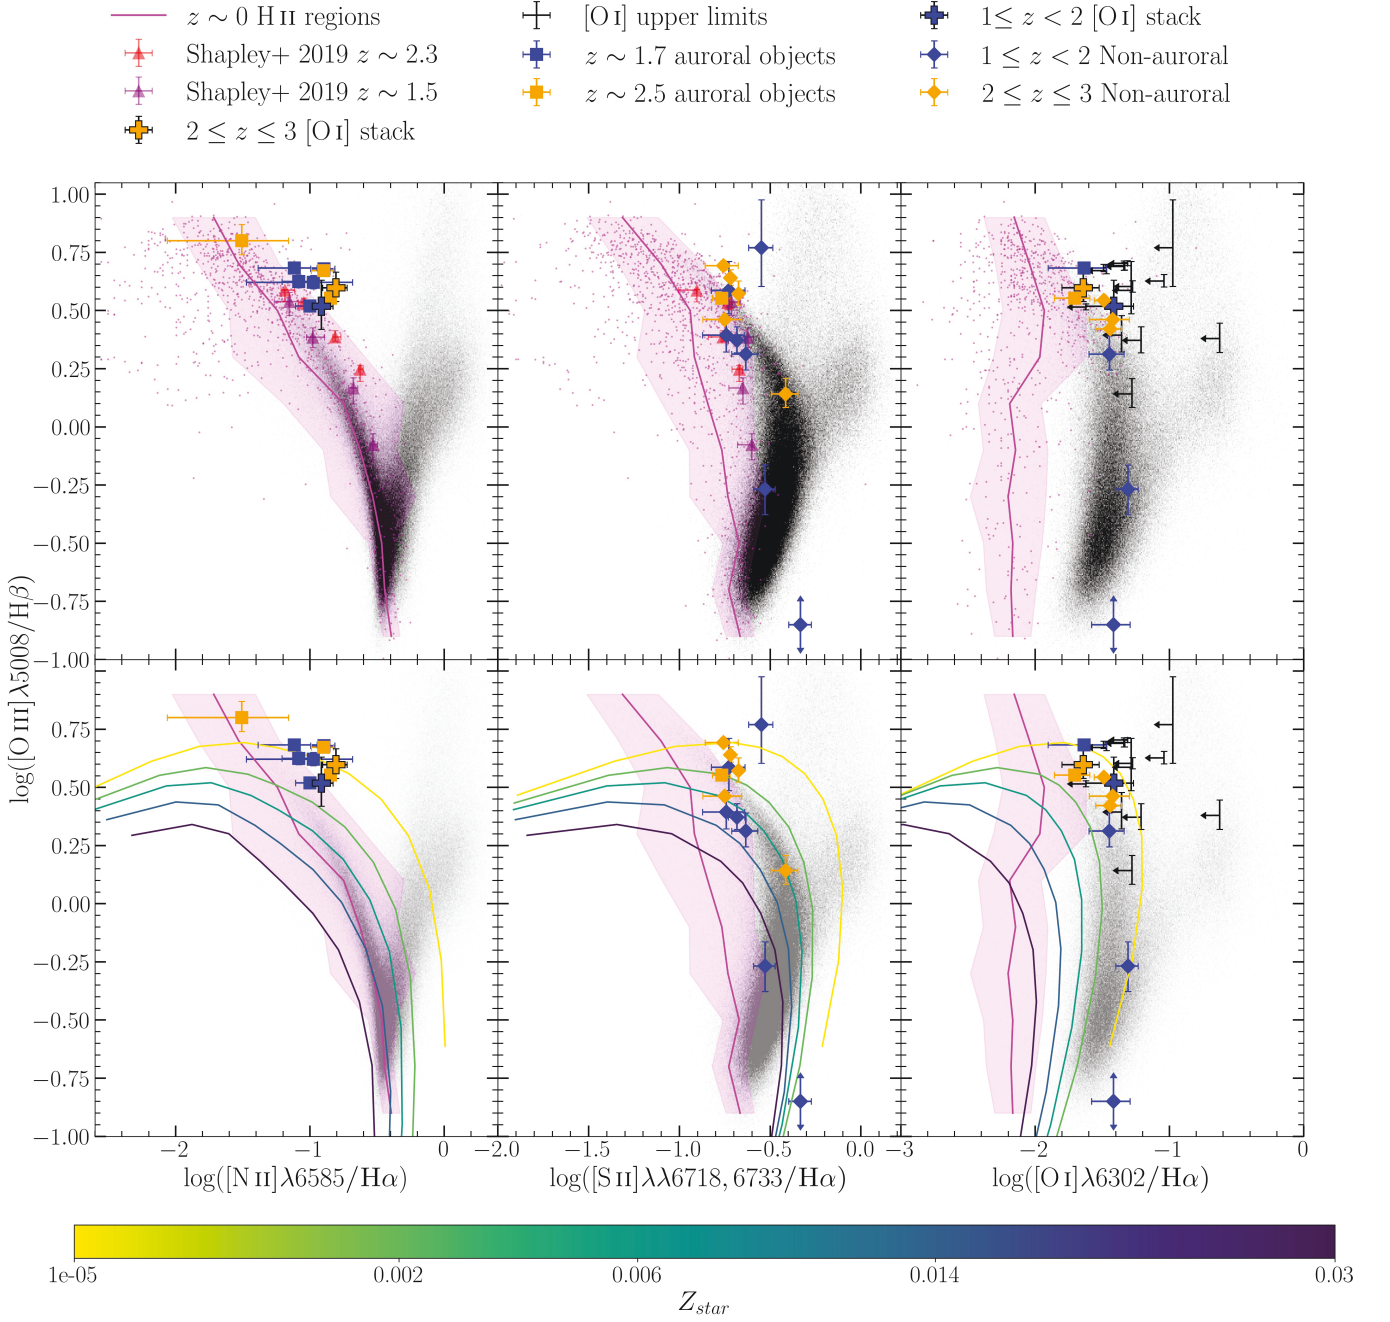 z ∼ 0 H II regions
Shapley+ 2019 z ∼ 2.3
Shapley+ 2019 z ∼ 1.5
2 ≤ z ≤ 3 [O I] stack
[O I] upper limits
z ∼ 1.7 auroral objects
z ∼ 2.5 auroral objects
1≤ z < 2 [O I] stack
1 ≤ z < 2 Non-auroral
2 ≤ z ≤ 3 Non-auroral
log([O III]λ5008/Hβ)
1.00
0.75
0.50
0.25
0.00
−0.25
−0.50
−0.75
−1.00
0.75
0.50
0.25
0.00
−0.25
−0.50
−0.75
−1.00
−2 −1 0
−2.0 −1.5 −1.0 −0.5 0.0
−3 −2 −1 0
log([N II]λ6585/Hα)
log([S II]λλ6718, 6733/Hα)
log([O I]λ6302/Hα)
1e-05 0.002 0.006 0.014 0.03
Zstar